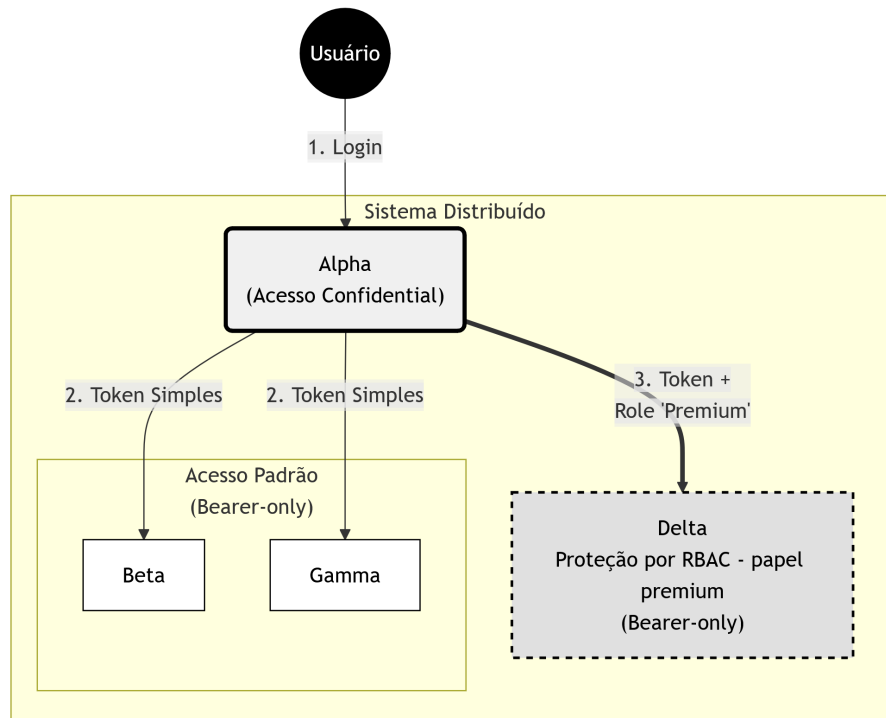 Usuário
1. Login
Sistema Distribuído
Alpha
(Acesso Confidential)
2. Token Simples
2. Token Simples
3. Token +
Role 'Premium'
Acesso Padrão
(Bearer-only)
Beta
Gamma
Delta
Proteção por RBAC - papel
premium
(Bearer-only)